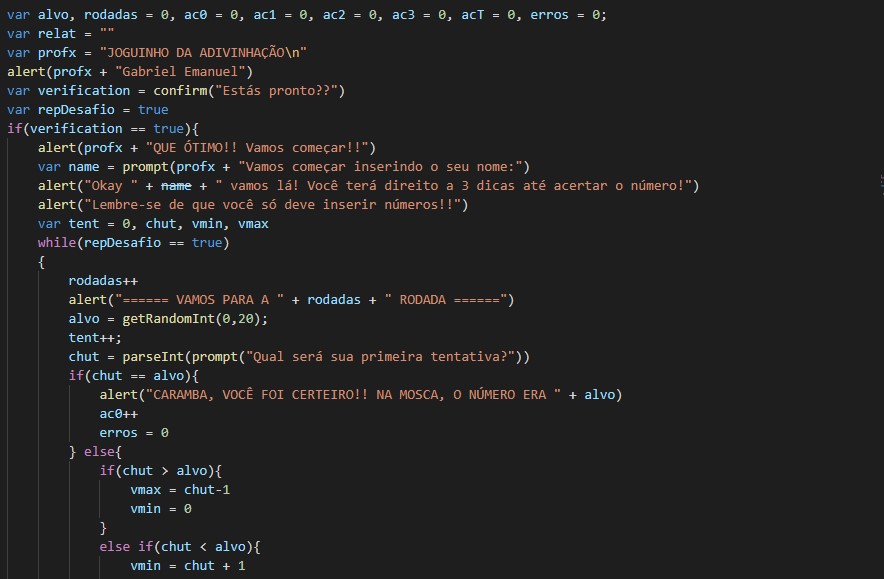 var alvo, rodadas = 0, ac0 = 0, ac1 = 0, ac2 = 0, ac3 = 0, acT = 0, erros = 0;
var relat = ""
var profx = "JOGUINHO DA ADIVINHAÇÃO\n"
alert(profx + "Gabriel Emanuel")
var verification = confirm("Estás pronto??")
var repDesafio = true
if(verification == true){
    alert(profx + "QUE ÓTIMO!! Vamos começar!!")
    var name = prompt(profx + "Vamos começar inserindo o seu nome:")
    alert("Okay " + name + " vamos lá! Você terá direito a 3 dicas até acertar o número!")
    alert("Lembre-se de que você só deve inserir números!!")
    var tent = 0, chut, vmin, vmax
    while(repDesafio == true)
    {
        rodadas++
        alert("====== VAMOS PARA A " + rodadas + " RODADA ======")
        alvo = getRandomInt(0,20);
        tent++;
        chut = parseInt(prompt("Qual será sua primeira tentativa?"))
        if(chut == alvo){
            alert("CARAMBA, VOCÊ FOI CERTEIRO!! NA MOSCA, O NÚMERO ERA " + alvo)
            ac0++
            erros = 0
        } else{
            if(chut > alvo){
                vmax = chut-1
                vmin = 0
            }
            else if(chut < alvo){
                vmin = chut + 1